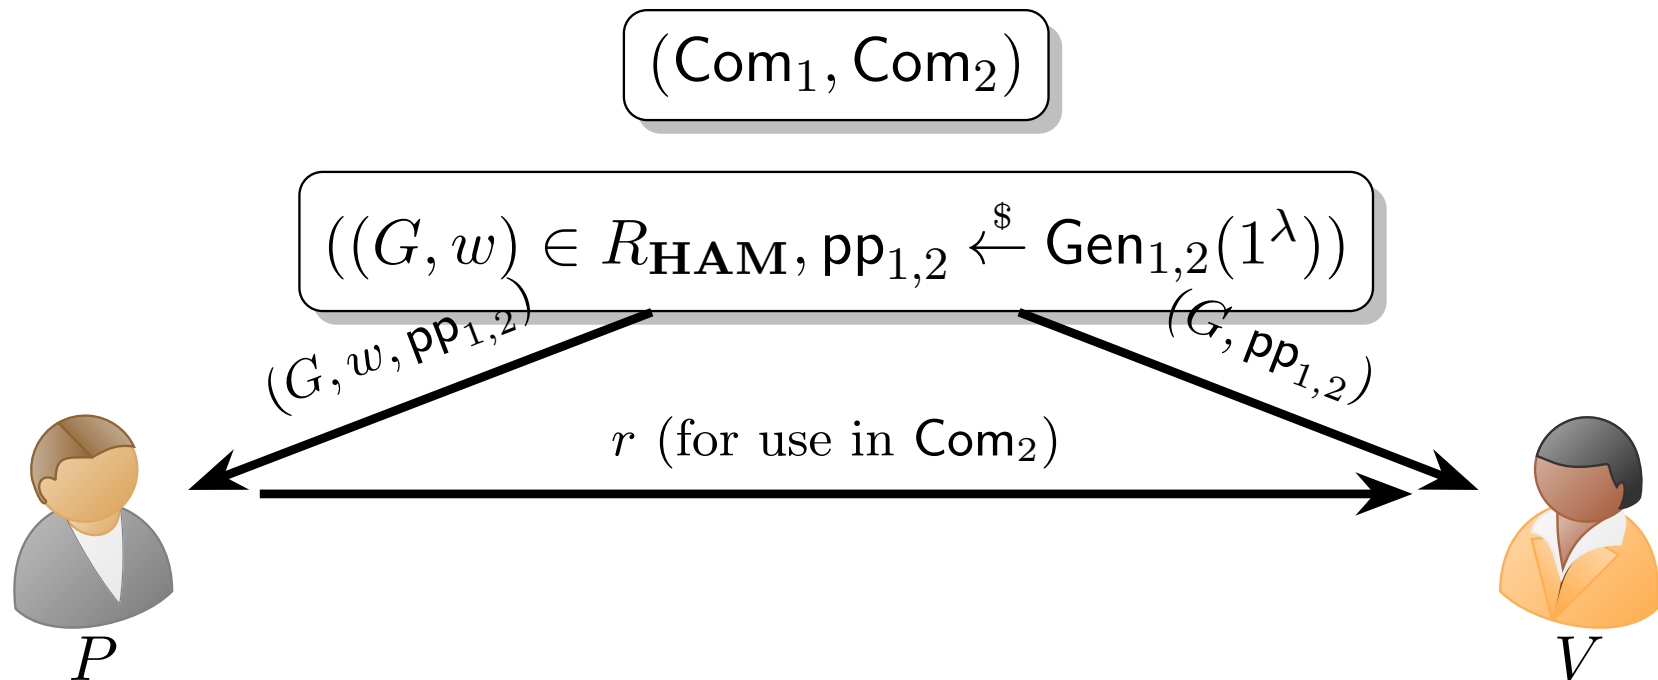 (Com₁, Com₂)
((G, w) ∈ R_HAM, pp₁,₂ ←$ Gen₁,₂(1^λ))
(G, w, pp₁,₂)
(G, pp₁,₂)
r (for use in Com₂)
P
V